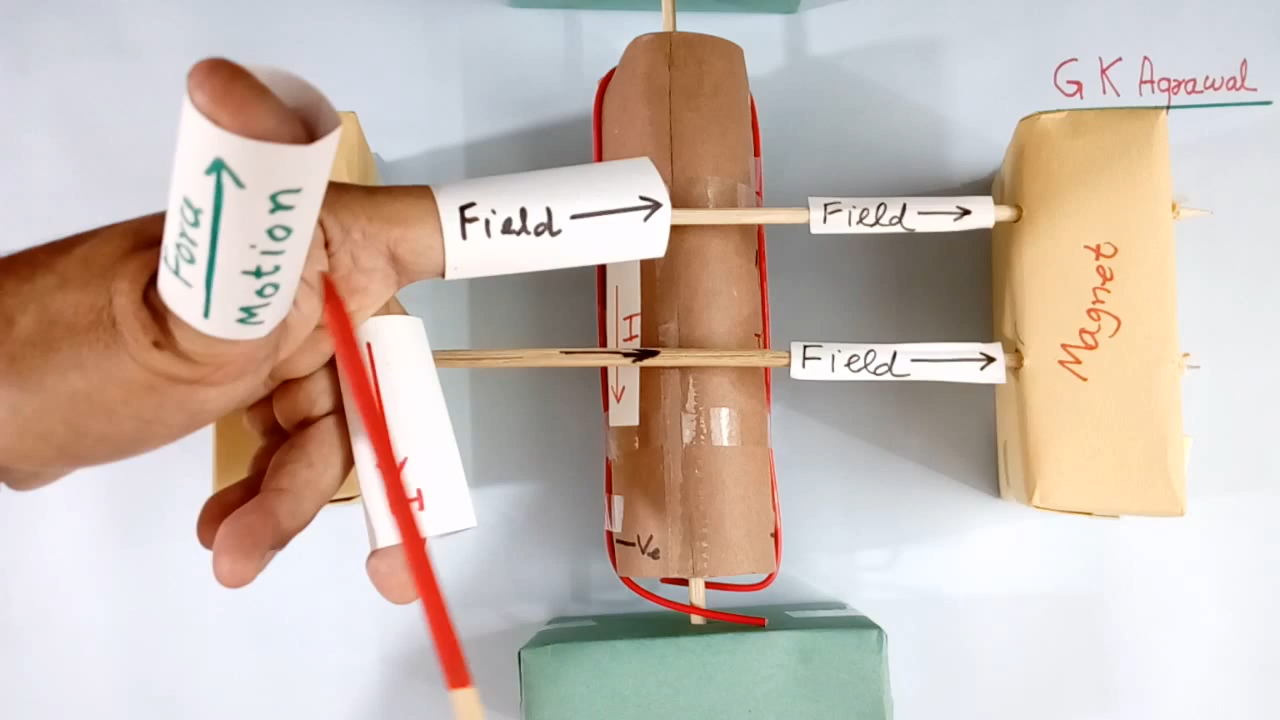 G K Agrawal
Force
Motion
Field
Field
Field
Magnet
I
I
-Ve